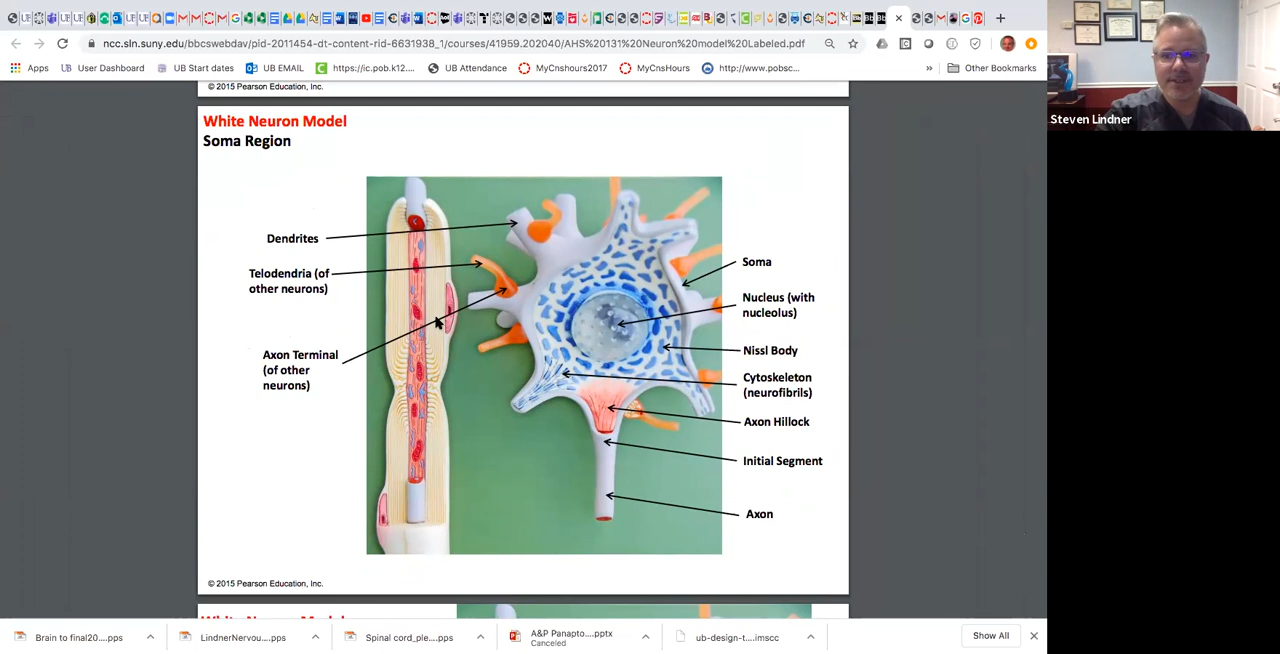 ncc.sln.suny.edu/bbcswebdav/pid-2011454-dt-content-rid-6631938_1/courses/41959.202040/AHS%20131%20Neuron%20model%20Labeled.pdf
Apps
User Dashboard
UB Start dates
UB EMAIL
https://ic.pob.k12....
UB Attendance
MyCnshours2017
MyCnsHours
http://www.pobsc...
»
Other Bookmarks
Steven Lindner
© 2015 Pearson Education, Inc.
White Neuron Model
Soma Region
Dendrites
Telodendria (of
other neurons)
Axon Terminal
(of other
neurons)
Soma
Nucleus (with
nucleolus)
Nissl Body
Cytoskeleton
(neurofibrils)
Axon Hillock
Initial Segment
Axon
© 2015 Pearson Education, Inc.
Brain to final20....pps
LindnerNervou....pps
Spinal cord_ple....pps
A&P Panapto....pptx
Canceled
ub-design-t....imscc
Show All